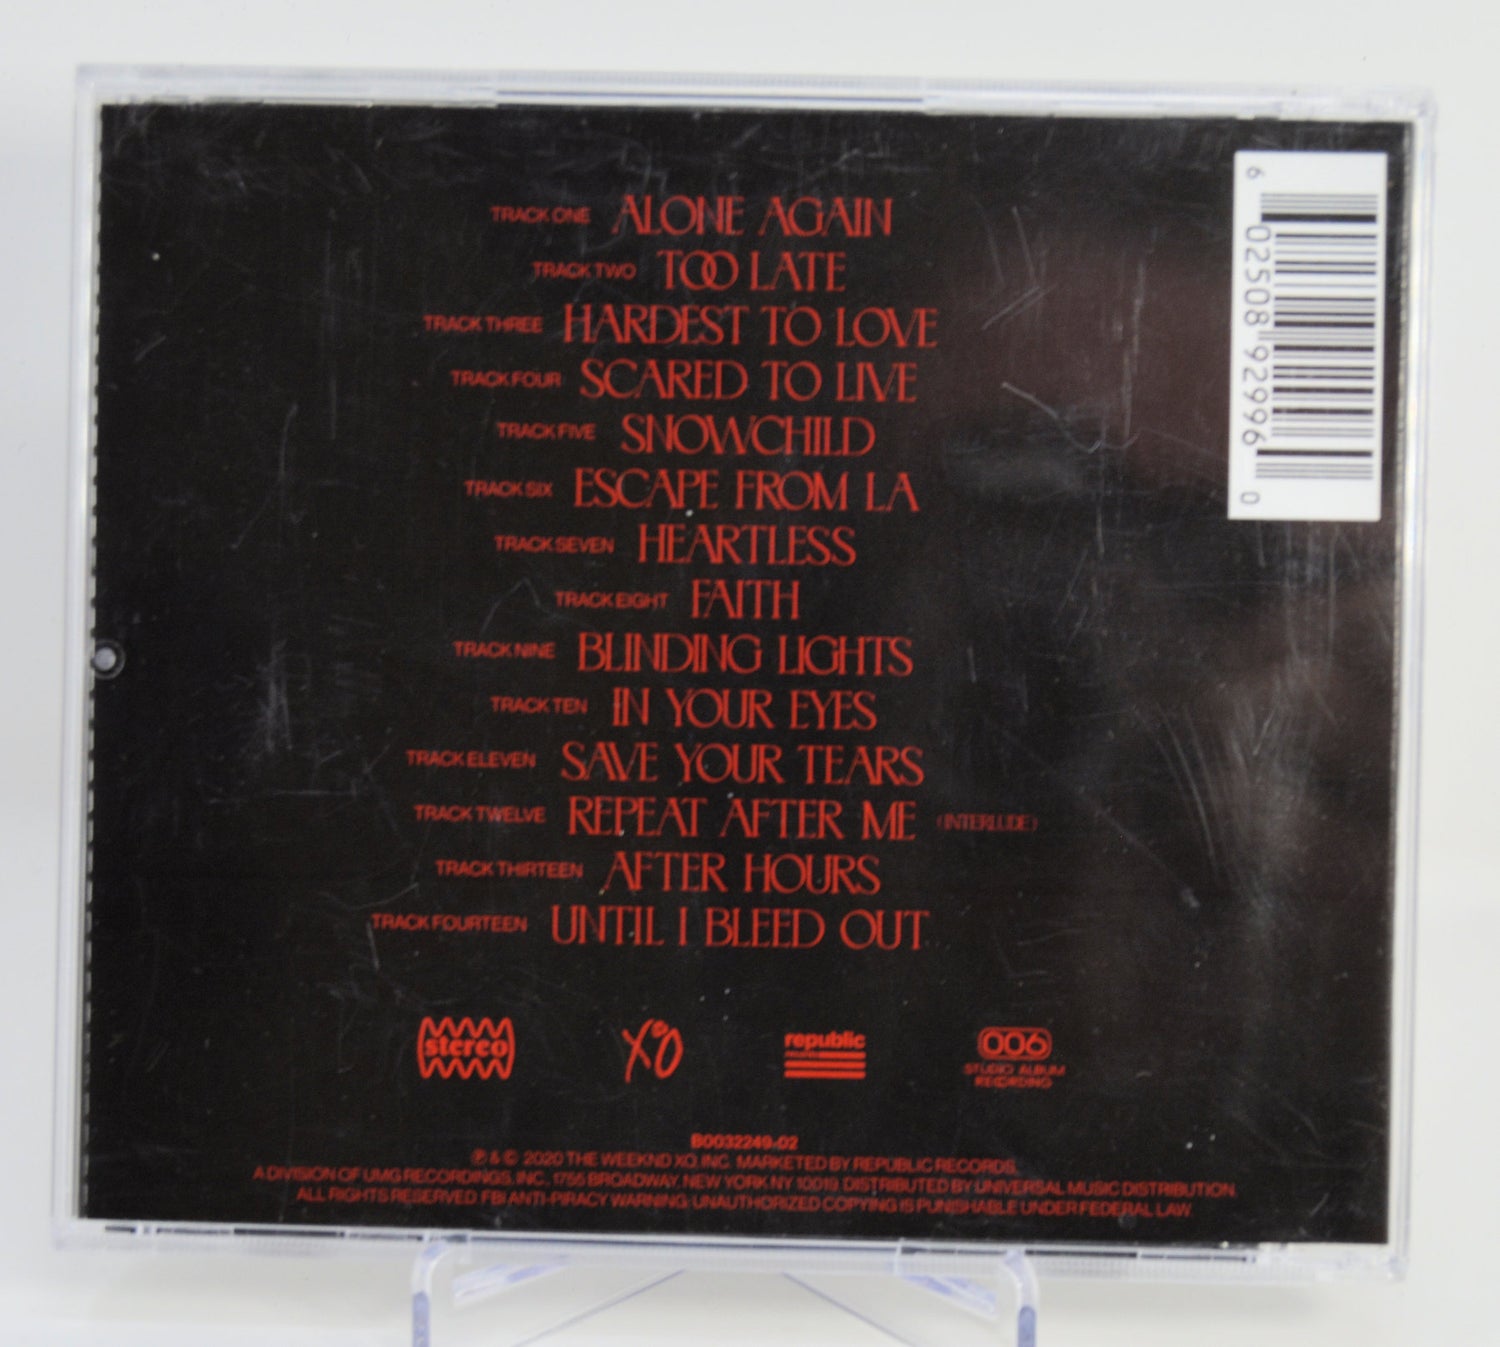 TRACK ONE ALONE AGAIN
TRACK TWO TOO LATE
TRACK THREE HARDEST TO LOVE
TRACK FOUR SCARED TO LIVE
TRACK FIVE SNOWCHILD
TRACK SIX ESCAPE FROM LA
TRACK SEVEN HEARTLESS
TRACK EIGHT FAITH
TRACK NINE BLINDING LIGHTS
TRACK TEN IN YOUR EYES
TRACK ELEVEN SAVE YOUR TEARS
TRACK TWELVE REPEAT AFTER ME (INTERLUDE)
TRACK THIRTEEN AFTER HOURS
TRACK FOURTEEN UNTIL I BLEED OUT
6 02508 92996 0
stereo
XO
republic
records
006
STUDIO ALBUM
RECORDING
B0032249-02
℗ & © 2020 THE WEEKND XO, INC. MARKETED BY REPUBLIC RECORDS,
A DIVISION OF UMG RECORDINGS, INC., 1755 BROADWAY, NEW YORK NY 10019. DISTRIBUTED BY UNIVERSAL MUSIC DISTRIBUTION.
ALL RIGHTS RESERVED. FBI ANTI-PIRACY WARNING: UNAUTHORIZED COPYING IS PUNISHABLE UNDER FEDERAL LAW.